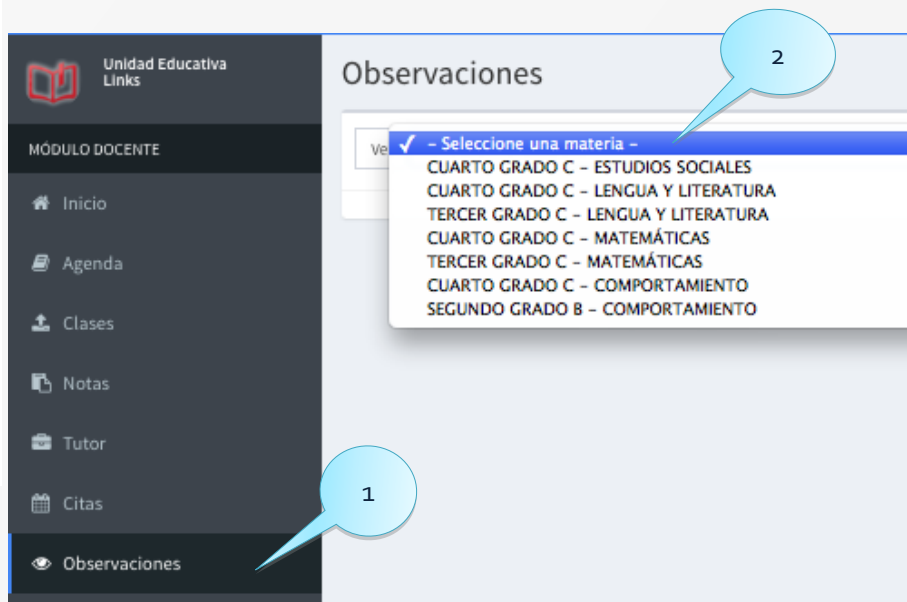 Unidad Educativa
Links
MÓDULO DOCENTE
Inicio
Agenda
Clases
Notas
Tutor
Citas
Observaciones
1
Observaciones
2
Ve
– Seleccione una materia –
CUARTO GRADO C – ESTUDIOS SOCIALES
CUARTO GRADO C – LENGUA Y LITERATURA
TERCER GRADO C – LENGUA Y LITERATURA
CUARTO GRADO C – MATEMÁTICAS
TERCER GRADO C – MATEMÁTICAS
CUARTO GRADO C – COMPORTAMIENTO
SEGUNDO GRADO B – COMPORTAMIENTO